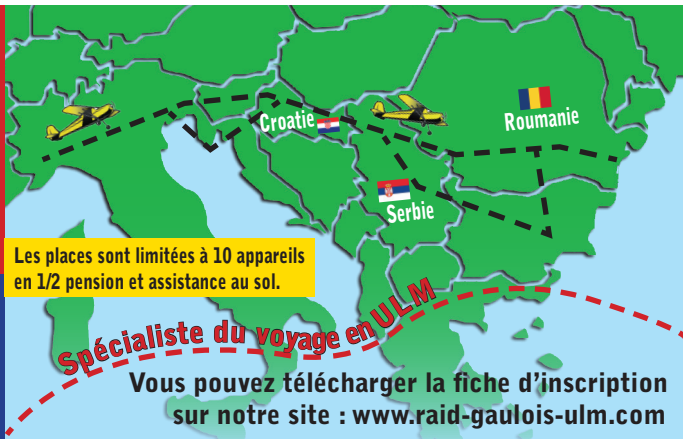 Croatie
Roumanie
Serbie
Les places sont limitées à 10 appareils
en 1/2 pension et assistance au sol.
Spécialiste du voyage en ULM
Vous pouvez télécharger la fiche d'inscription
sur notre site : www.raid-gaulois-ulm.com